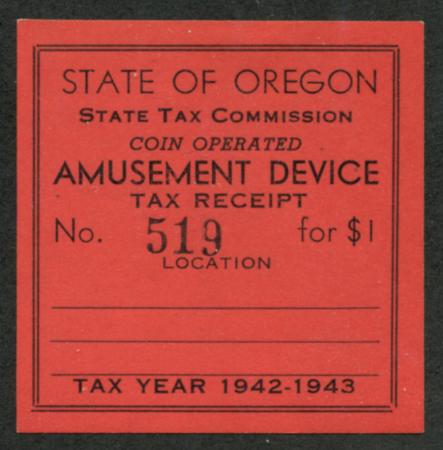 STATE OF OREGON
STATE TAX COMMISSION
COIN OPERATED
AMUSEMENT DEVICE
TAX RECEIPT
No. 519 for $1
LOCATION
TAX YEAR 1942-1943